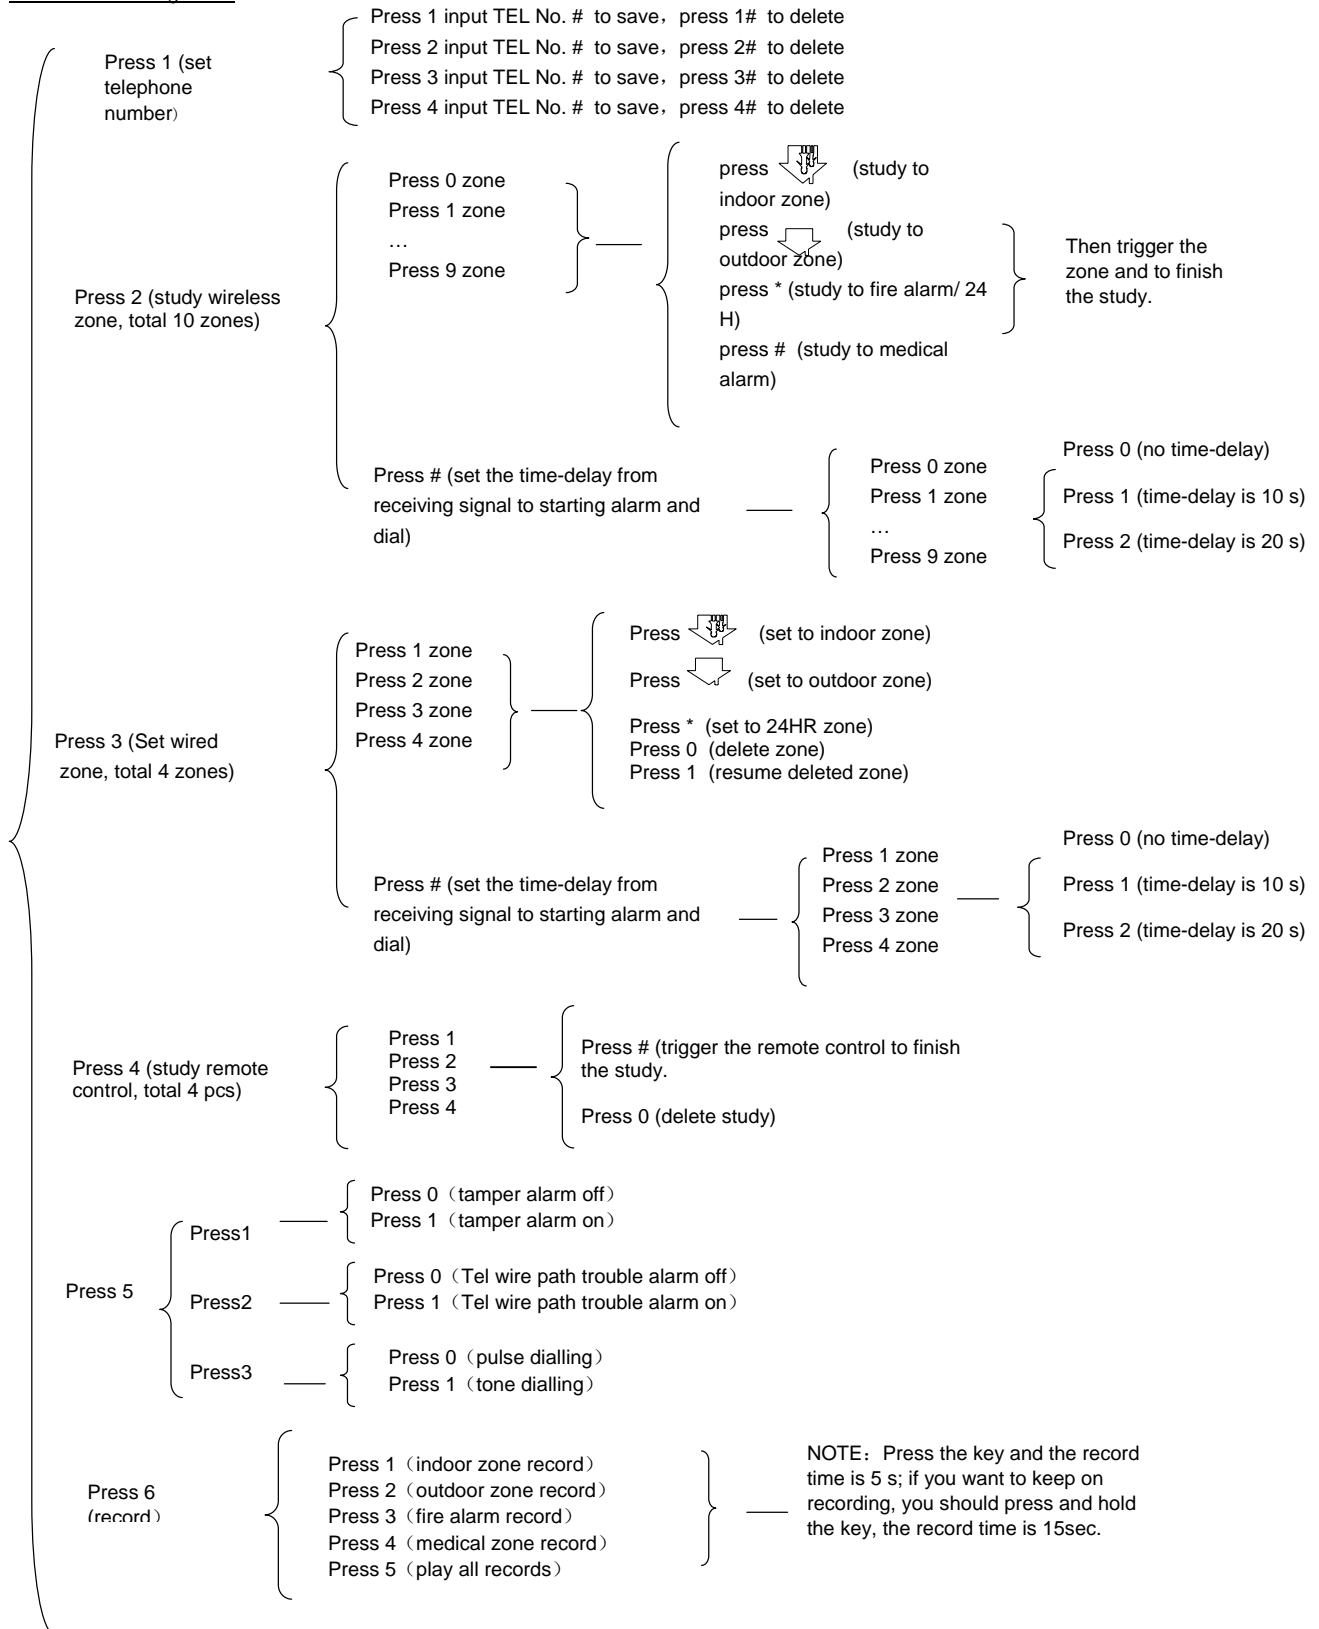 Press 1 input TEL No. # to save，press 1# to delete
Press 2 input TEL No. # to save，press 2# to delete
Press 3 input TEL No. # to save，press 3# to delete
Press 4 input TEL No. # to save，press 4# to delete
Press 1 (set
telephone
number）
Press 2 (study wireless
zone, total 10 zones)
Press 0 zone
Press 1 zone
…
Press 9 zone
press (study to
indoor zone)
press (study to
outdoor zone)
press * (study to fire alarm/ 24
H)
press # (study to medical
alarm)
Then trigger the
zone and to finish
the study.
Press # (set the time-delay from
receiving signal to starting alarm and
dial)
Press 0 zone
Press 1 zone
…
Press 9 zone
Press 0 (no time-delay)
Press 1 (time-delay is 10 s)
Press 2 (time-delay is 20 s)
Press 3 (Set wired
zone, total 4 zones)
Press 1 zone
Press 2 zone
Press 3 zone
Press 4 zone
Press (set to indoor zone)
Press (set to outdoor zone)
Press * (set to 24HR zone)
Press 0 (delete zone)
Press 1 (resume deleted zone)
Press # (set the time-delay from
receiving signal to starting alarm and
dial)
Press 1 zone
Press 2 zone
Press 3 zone
Press 4 zone
Press 0 (no time-delay)
Press 1 (time-delay is 10 s)
Press 2 (time-delay is 20 s)
Press 4 (study remote
control, total 4 pcs)
Press 1
Press 2
Press 3
Press 4
Press # (trigger the remote control to finish
the study.
Press 0 (delete study)
Press 5
Press1
Press 0（tamper alarm off）
Press 1（tamper alarm on）
Press2
Press 0（Tel wire path trouble alarm off）
Press 1（Tel wire path trouble alarm on）
Press3
Press 0（pulse dialling）
Press 1（tone dialling）
Press 6
(record）
Press 1（indoor zone record）
Press 2（outdoor zone record）
Press 3（fire alarm record）
Press 4（medical zone record）
Press 5（play all records）
NOTE：Press the key and the record
time is 5 s; if you want to keep on
recording, you should press and hold
the key, the record time is 15sec.